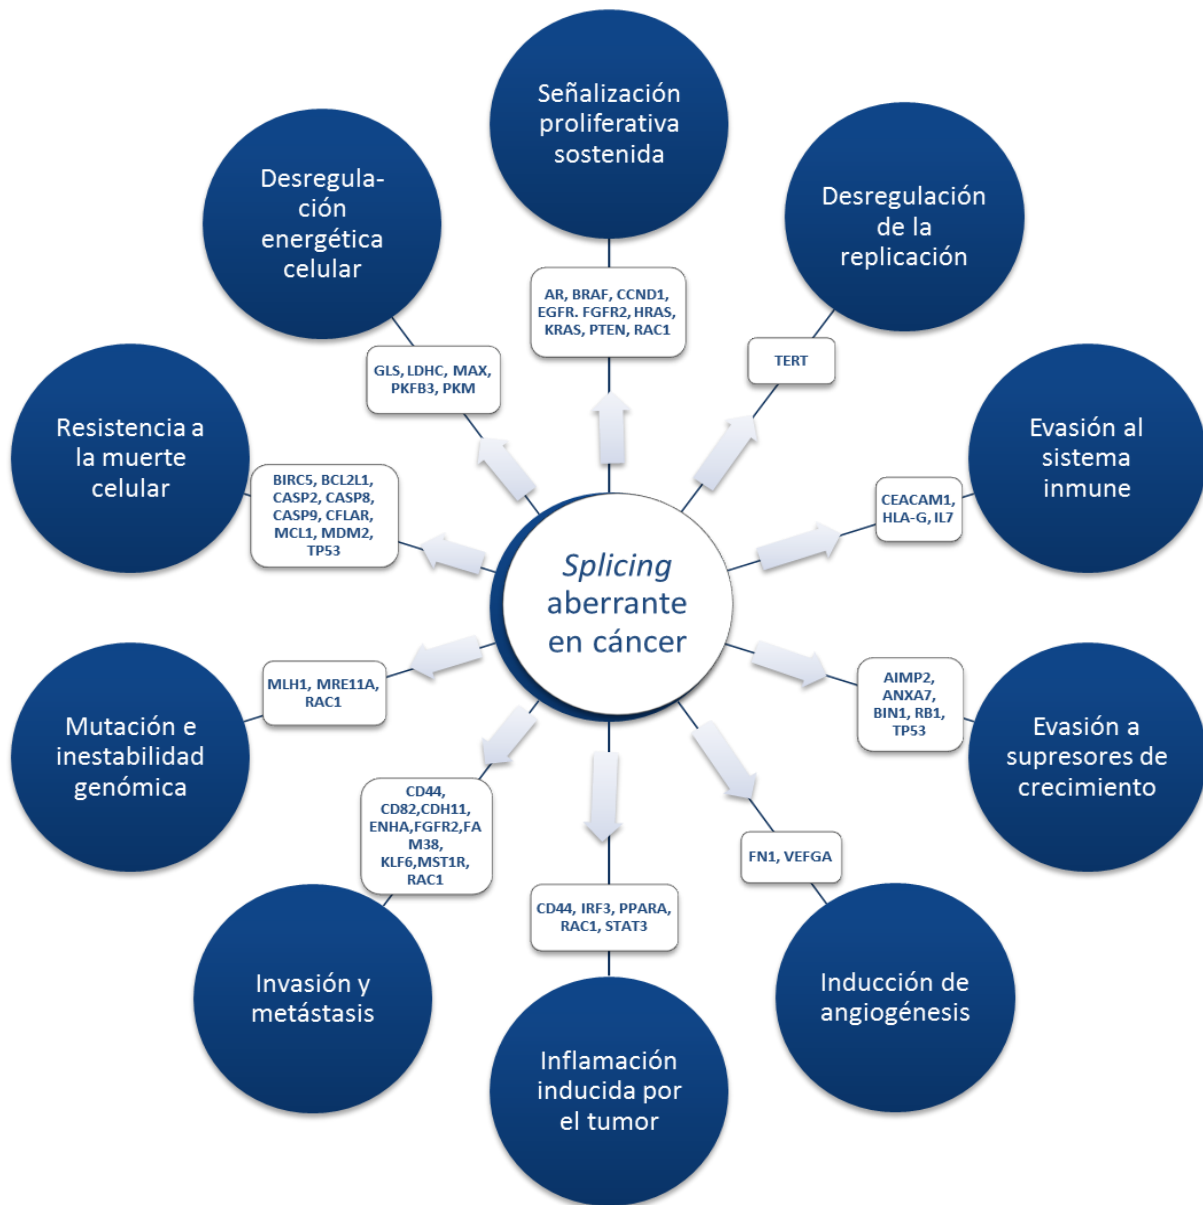 Señalización
proliferativa
sostenida
AR, BRAF, CCND1,
EGFR. FGFR2, HRAS,
KRAS, PTEN, RAC1
Desregulación
de la
replicación
TERT
Evasión al
sistema
inmune
CEACAM1,
HLA-G, IL7
Evasión a
supresores de
crecimiento
AIMP2,
ANXA7,
BIN1, RB1,
TP53
Inducción de
angiogénesis
FN1, VEFGA
Inflamación
inducida por
el tumor
CD44, IRF3, PPARA,
RAC1, STAT3
Invasión y
metástasis
CD44,
CD82,CDH11,
ENHA,FGFR2,FA
M38,
KLF6,MST1R,
RAC1
Mutación e
inestabilidad
genómica
MLH1, MRE11A,
RAC1
Resistencia a
la muerte
celular
BIRC5, BCL2L1,
CASP2, CASP8,
CASP9, CFLAR,
MCL1, MDM2,
TP53
Desregula-
ción
energética
celular
GLS, LDHC, MAX,
PKFB3, PKM
Splicing
aberrante
en cáncer